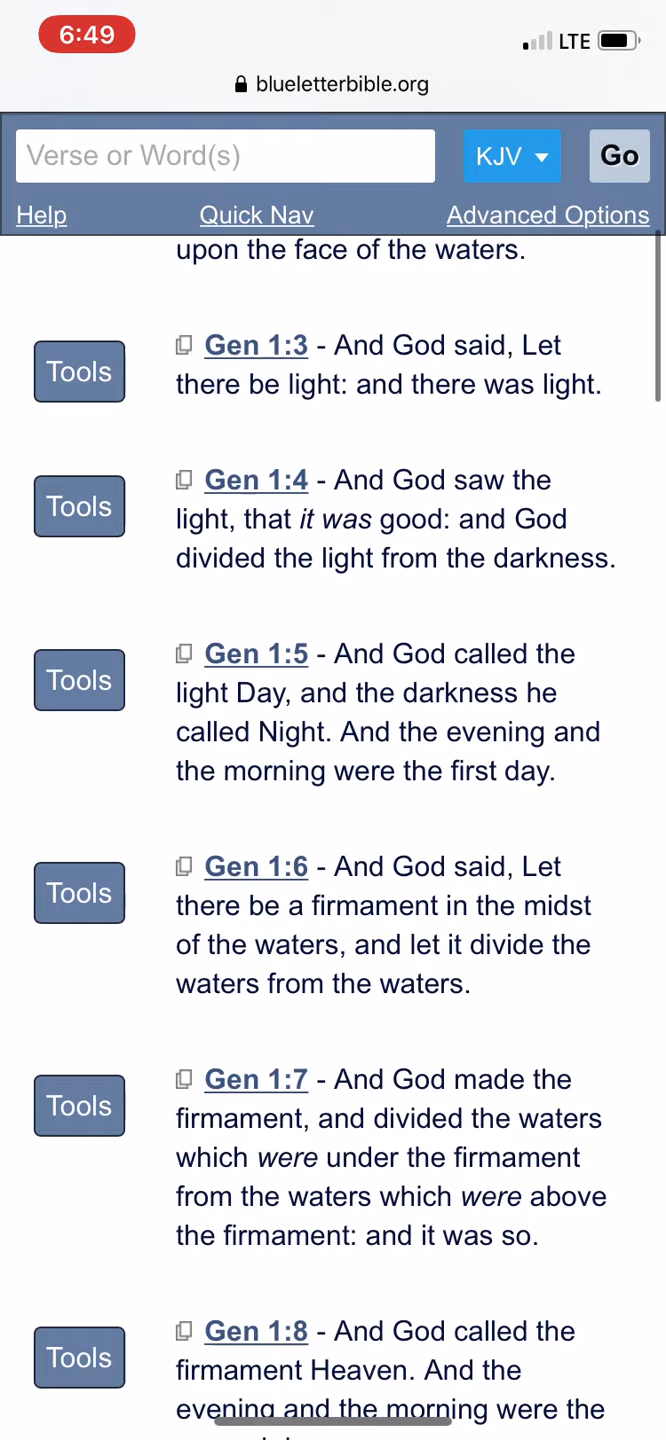 6:49
LTE
blueletterbible.org
Verse or Word(s)
KJV
Go
Help
Quick Nav
Advanced Options
upon the face of the waters.
Tools
Gen 1:3 - And God said, Let
there be light: and there was light.
Tools
Gen 1:4 - And God saw the
light, that it was good: and God
divided the light from the darkness.
Tools
Gen 1:5 - And God called the
light Day, and the darkness he
called Night. And the evening and
the morning were the first day.
Tools
Gen 1:6 - And God said, Let
there be a firmament in the midst
of the waters, and let it divide the
waters from the waters.
Tools
Gen 1:7 - And God made the
firmament, and divided the waters
which were under the firmament
from the waters which were above
the firmament: and it was so.
Tools
Gen 1:8 - And God called the
firmament Heaven. And the
evening and the morning were the